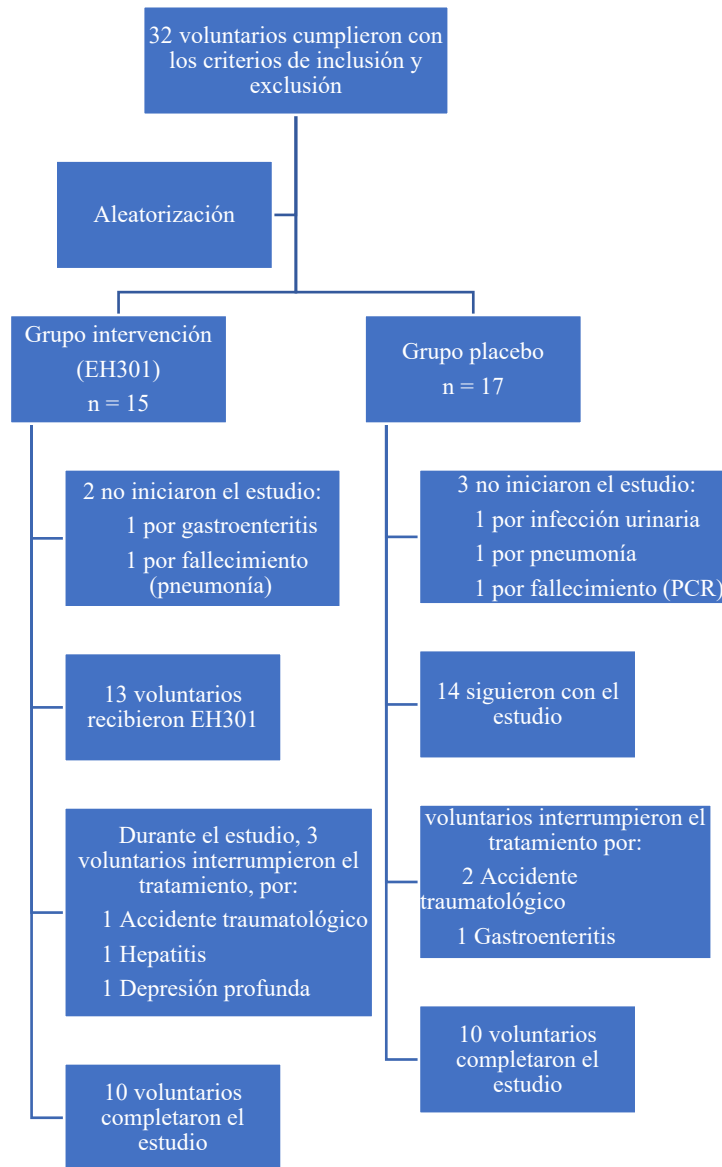 32 voluntarios cumplieron con
los criterios de inclusión y
exclusión
Aleatorización
Grupo intervención
(EH301)
n = 15
2 no iniciaron el estudio:
1 por gastroenteritis
1 por fallecimiento
(pneumonía)
13 voluntarios
recibieron EH301
Durante el estudio, 3
voluntarios interrumpieron el
tratamiento, por:
1 Accidente traumatológico
1 Hepatitis
1 Depresión profunda
10 voluntarios
completaron el
estudio
Grupo placebo
n = 17
3 no iniciaron el estudio:
1 por infección urinaria
1 por pneumonía
1 por fallecimiento (PCR)
14 siguieron con el
estudio
voluntarios interrumpieron el
tratamiento por:
2 Accidente
traumatológico
1 Gastroenteritis
10 voluntarios
completaron el
estudio